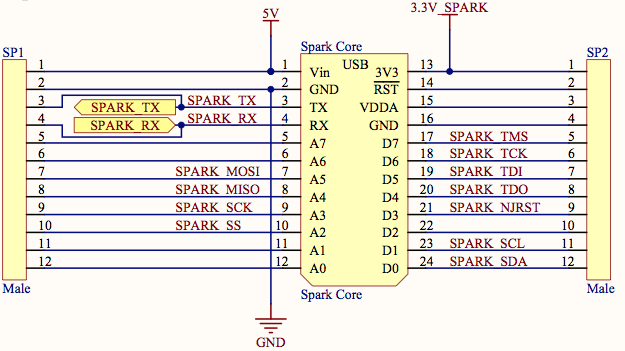 5V
3.3V_SPARK
SP1
Spark Core
SP2
1 1 Vin USB 3V3 13 1
2 2 GND RST 14 2
3 SPARK_TX SPARK_TX 3 TX VDDA 15 3
4 SPARK_RX SPARK_RX 4 RX GND 16 4
5 5 A7 D7 17 SPARK_TMS 5
6 6 A6 D6 18 SPARK_TCK 6
7 SPARK_MOSI 7 A5 D5 19 SPARK_TDI 7
8 SPARK_MISO 8 A4 D4 20 SPARK_TDO 8
9 SPARK_SCK 9 A3 D3 21 SPARK_NJRST 9
10 SPARK_SS 10 A2 D2 22 10
11 11 A1 D1 23 SPARK_SCL 11
12 12 A0 D0 24 SPARK_SDA 12
Male Spark Core Male
GND